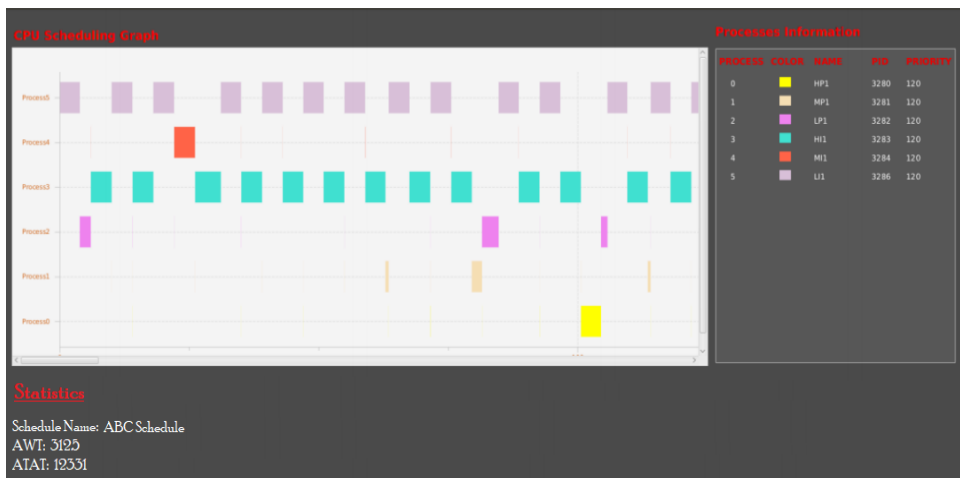 CPU Scheduling Graph
Process5
Process4
Process3
Process2
Process1
Process0
Processes Information
PROCESS COLOR NAME PID PRIORITY
0 HP1 3280 120
1 MP1 3281 120
2 LP1 3282 120
3 HI1 3283 120
4 MI1 3284 120
5 LI1 3286 120
Statistics
Schedule Name: ABC Schedule
AWT: 3125
ATAT: 12331